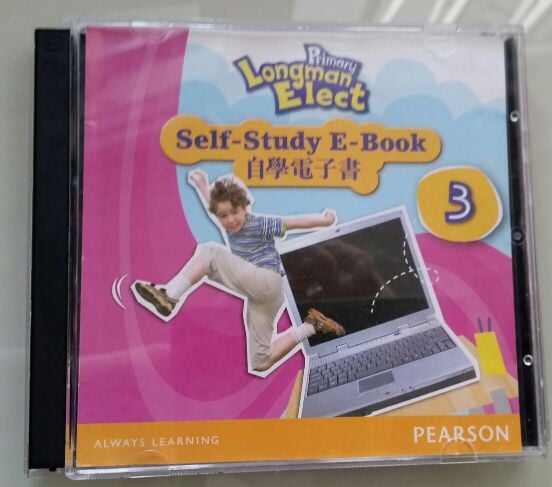 Primary
Longman
Elect
Self-Study E-Book
自學電子書
3
ALWAYS LEARNING
PEARSON